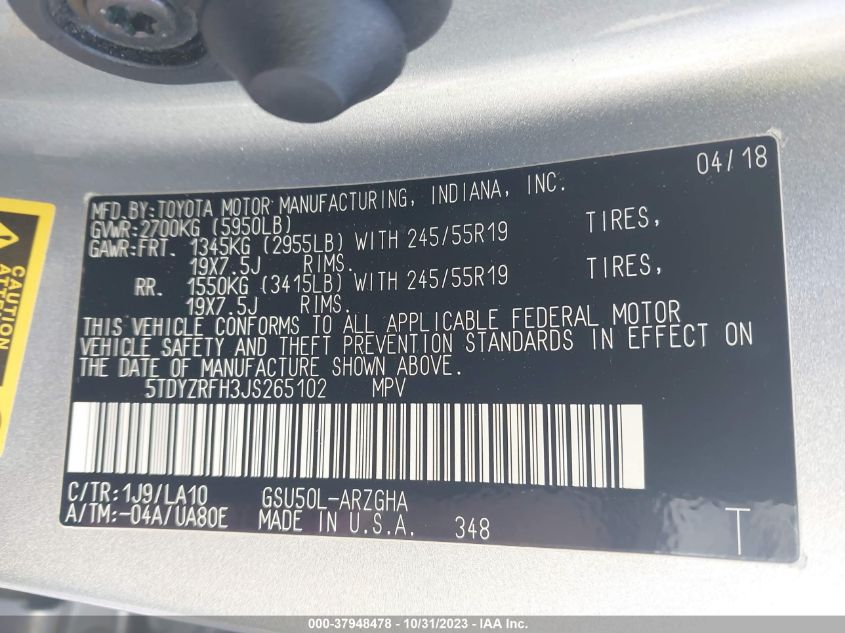 04/18
MFD.BY:TOYOTA MOTOR MANUFACTURING, INDIANA, INC.
GVWR:2700KG (5950LB)
GAWR:FRT. 1345KG (2955LB) WITH 245/55R19 TIRES,
19X7.5J RIMS.
RR. 1550KG (3415LB) WITH 245/55R19 TIRES,
19X7.5J RIMS.
THIS VEHICLE CONFORMS TO ALL APPLICABLE FEDERAL MOTOR
VEHICLE SAFETY AND THEFT PREVENTION STANDARDS IN EFFECT ON
THE DATE OF MANUFACTURE SHOWN ABOVE.
5TDYZRFH3JS265102 MPV
C/TR:1J9/LA10 GSU50L-ARZGHA
A/TM:-04A/UA80E MADE IN U.S.A. 348 T
CAUTION
000-37948478 - 10/31/2023 - IAA Inc.